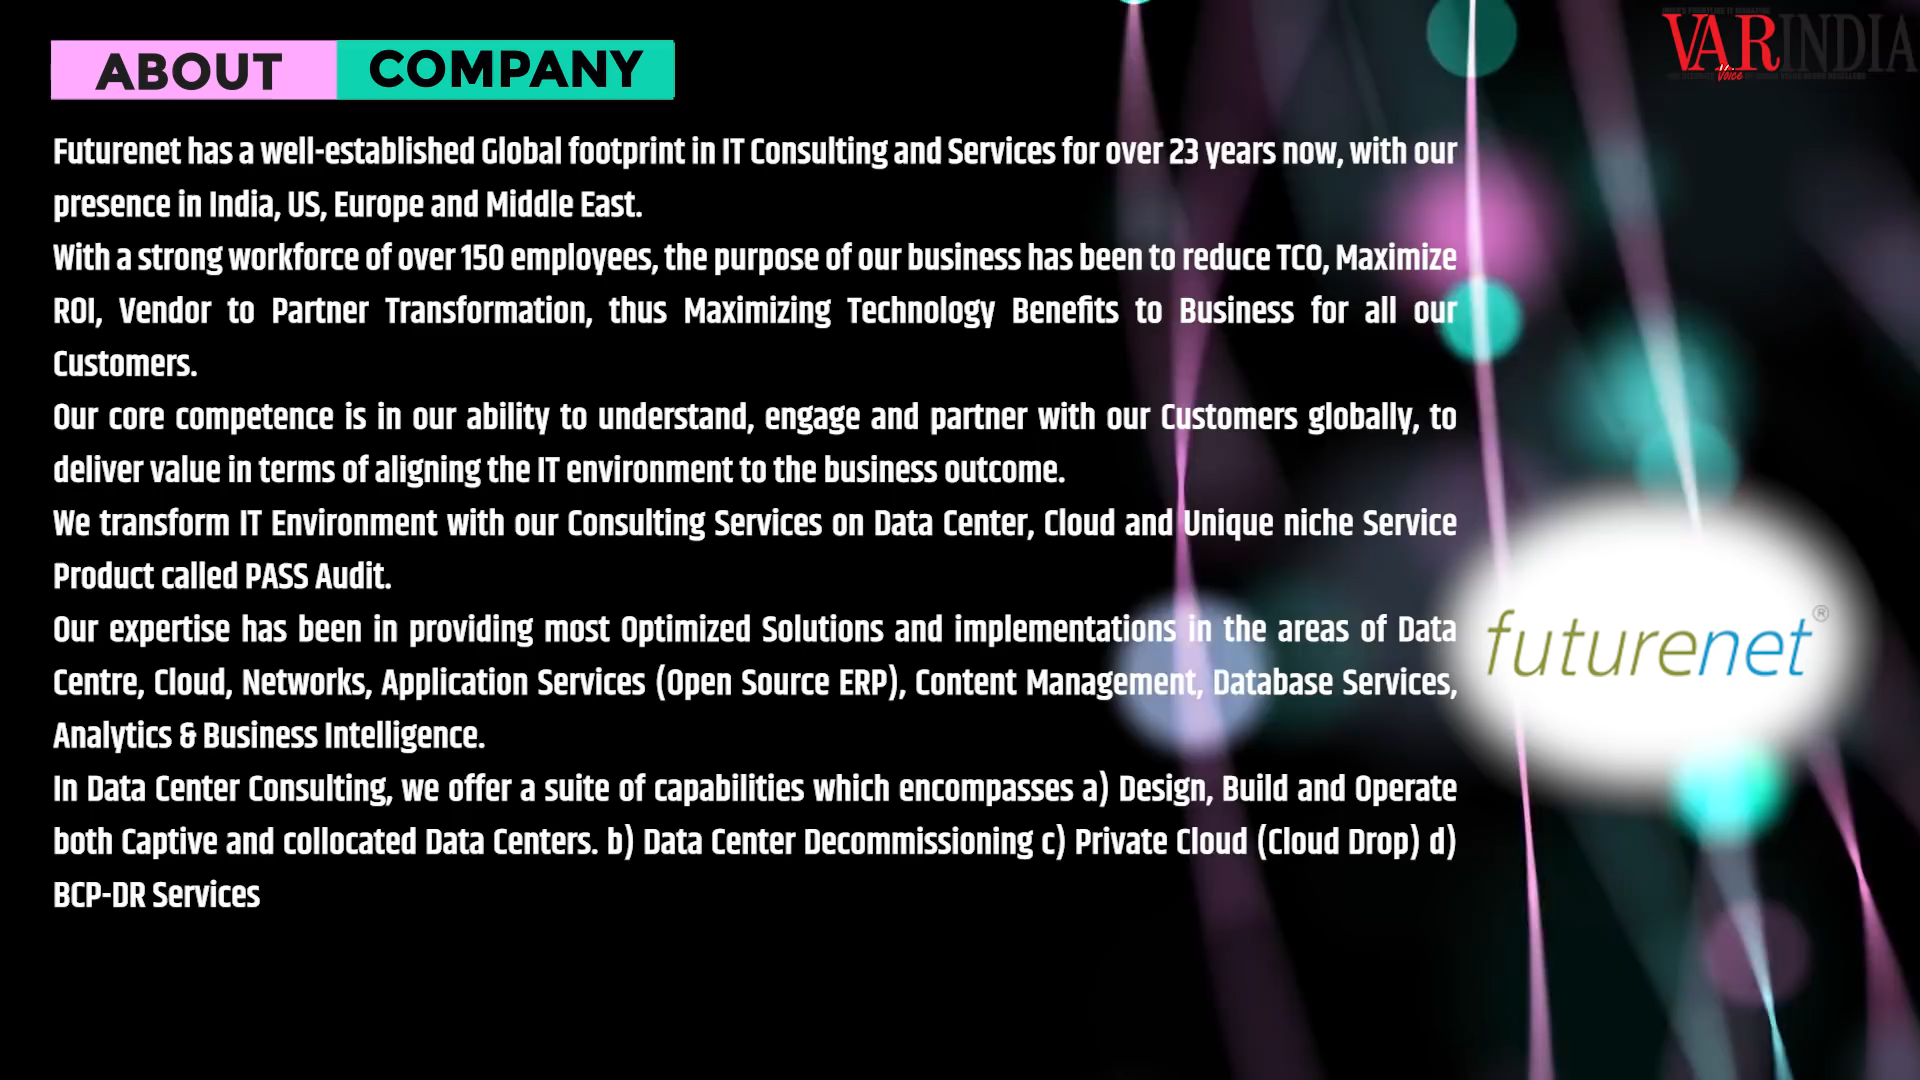 ABOUT COMPANY
VARINDIA
Voice
Futurenet has a well-established Global footprint in IT Consulting and Services for over 23 years now, with our
presence in India, US, Europe and Middle East.
With a strong workforce of over 150 employees, the purpose of our business has been to reduce TCO, Maximize
ROI, Vendor to Partner Transformation, thus Maximizing Technology Benefits to Business for all our
Customers.
Our core competence is in our ability to understand, engage and partner with our Customers globally, to
deliver value in terms of aligning the IT environment to the business outcome.
We transform IT Environment with our Consulting Services on Data Center, Cloud and Unique niche Service
Product called PASS Audit.
Our expertise has been in providing most Optimized Solutions and implementations in the areas of Data
Centre, Cloud, Networks, Application Services (Open Source ERP), Content Management, Database Services,
Analytics & Business Intelligence.
In Data Center Consulting, we offer a suite of capabilities which encompasses a) Design, Build and Operate
both Captive and collocated Data Centers. b) Data Center Decommissioning c) Private Cloud (Cloud Drop) d)
BCP-DR Services
futurenet®